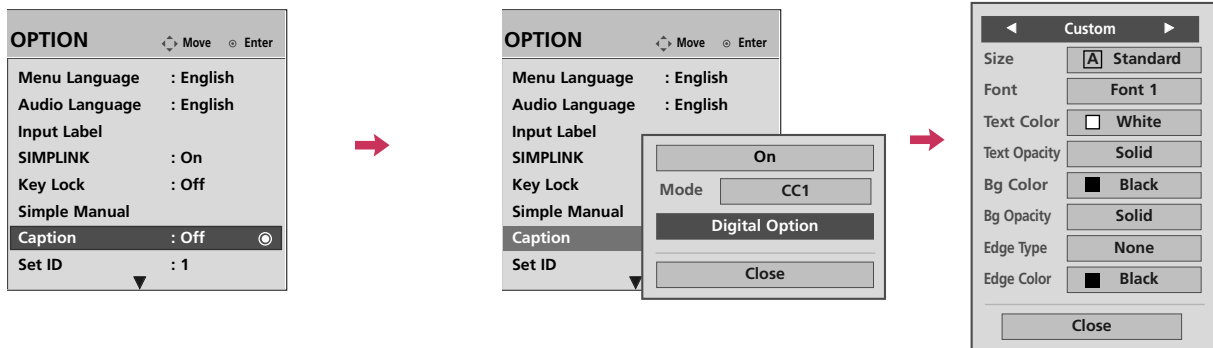 OPTION Move Enter
Menu Language : English
Audio Language : English
Input Label
SIMPLINK : On
Key Lock : Off
Simple Manual
Caption : Off
Set ID : 1
OPTION Move Enter
Menu Language : English
Audio Language : English
Input Label
SIMPLINK
Key Lock
Simple Manual
Caption
Set ID
On
Mode CC1
Digital Option
Close
Custom
Size A Standard
Font Font 1
Text Color White
Text Opacity Solid
Bg Color Black
Bg Opacity Solid
Edge Type None
Edge Color Black
Close